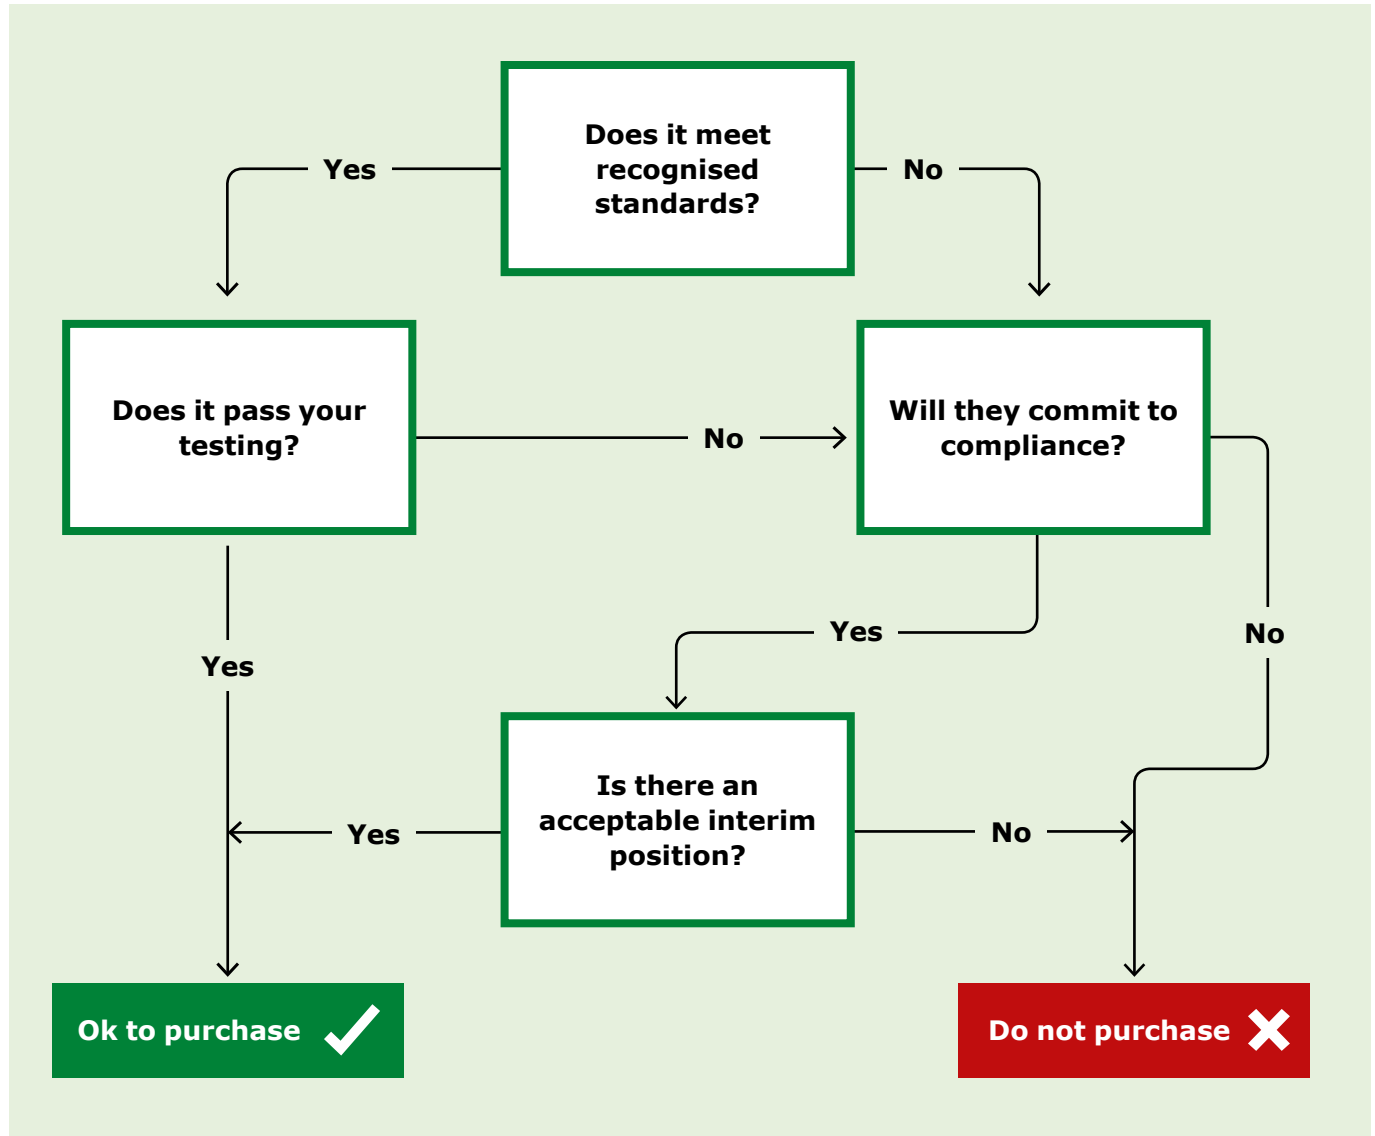 Does it meet
recognised
standards?
Yes
No
Does it pass your
testing?
No
Will they commit to
compliance?
Yes
No
Yes
Is there an
acceptable interim
position?
Yes
No
Ok to purchase
Do not purchase